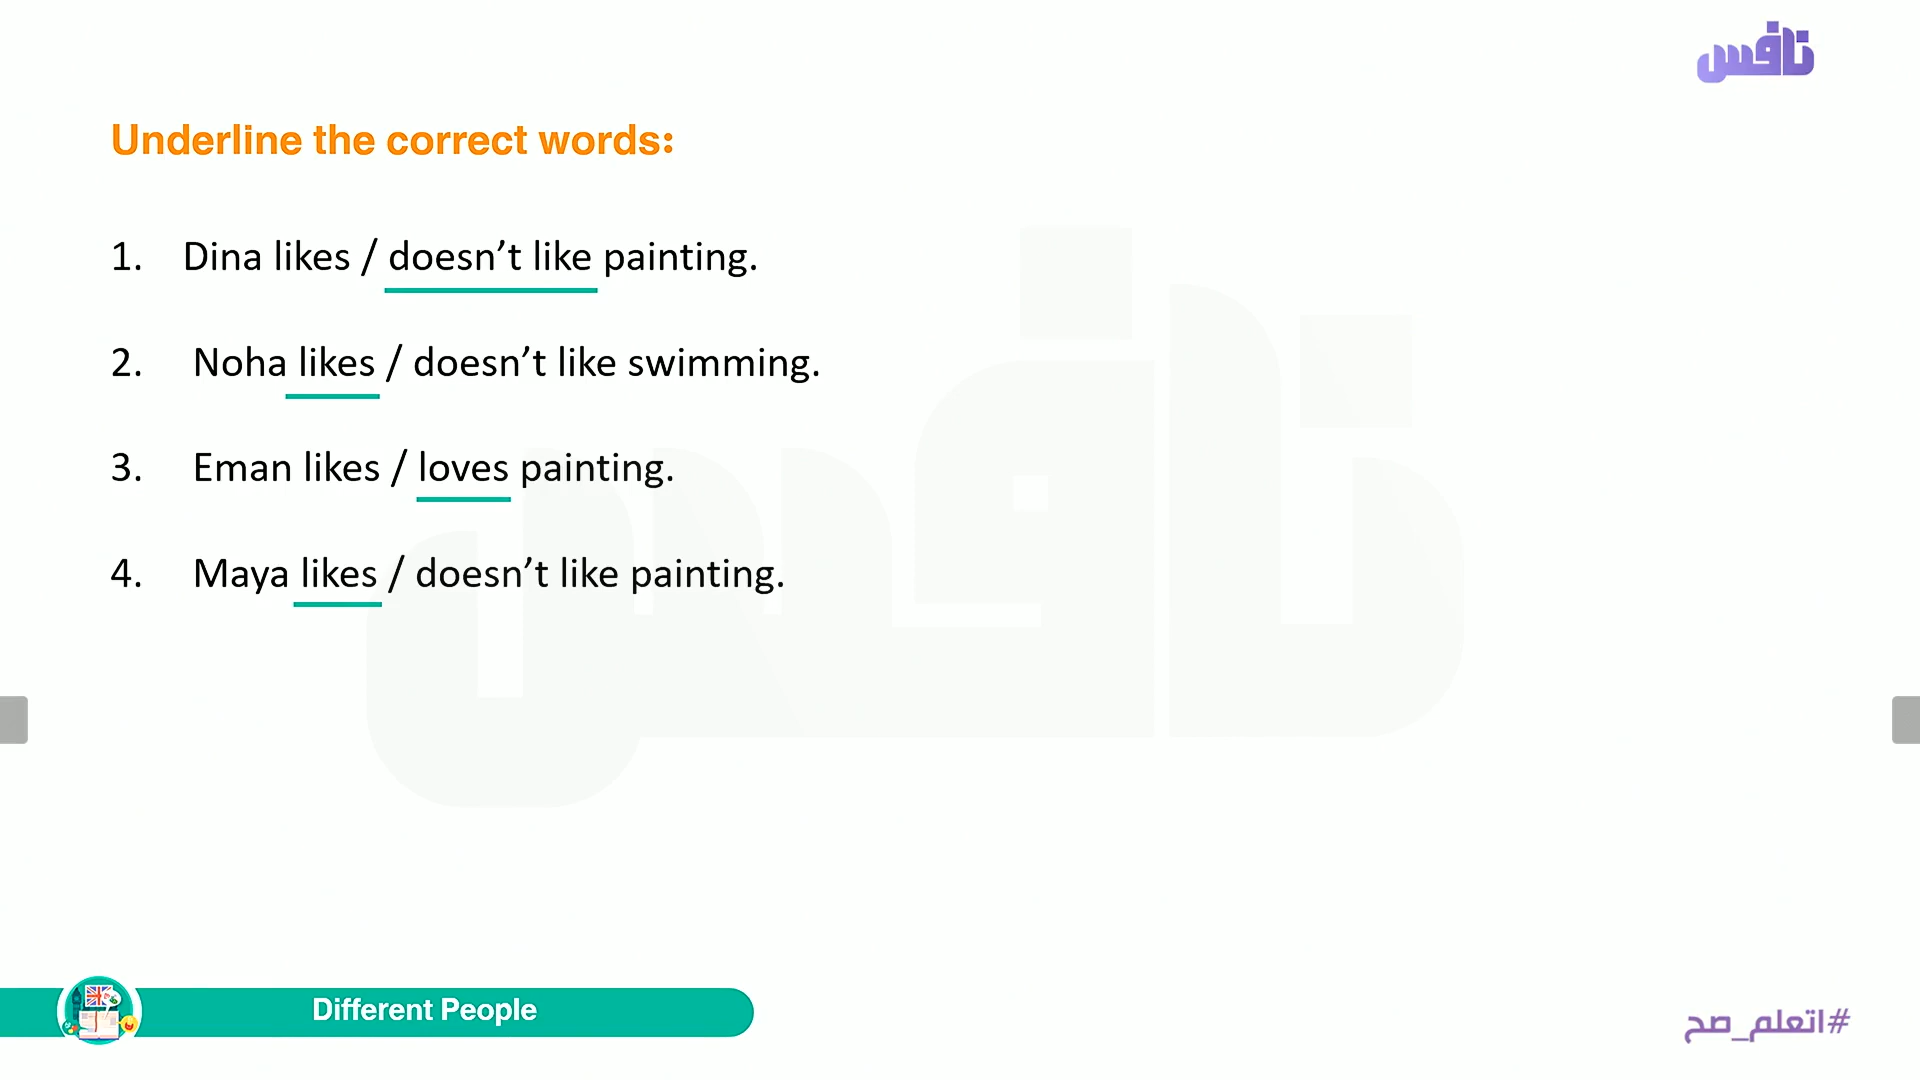 نافس
Underline the correct words:
1. Dina likes / doesn’t like painting.
2. Noha likes / doesn’t like swimming.
3. Eman likes / loves painting.
4. Maya likes / doesn’t like painting.
Different People
#اتعلم_صح